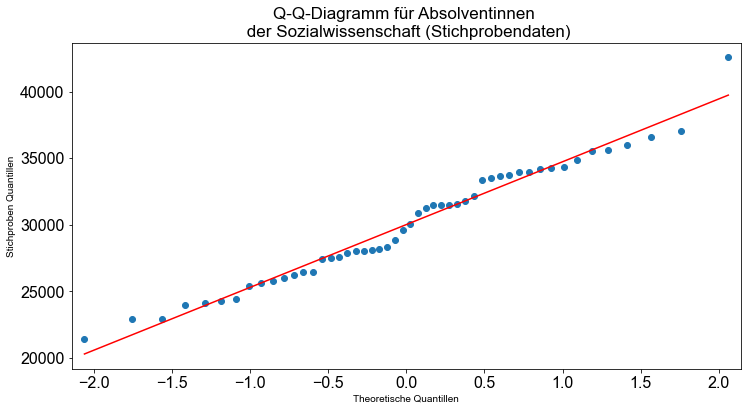 Q-Q-Diagramm für Absolventinnen
der Sozialwissenschaft (Stichprobendaten)
Stichproben Quantillen
40000
35000
30000
25000
20000
−2.0 −1.5 −1.0 −0.5 0.0 0.5 1.0 1.5 2.0
Theoretische Quantillen